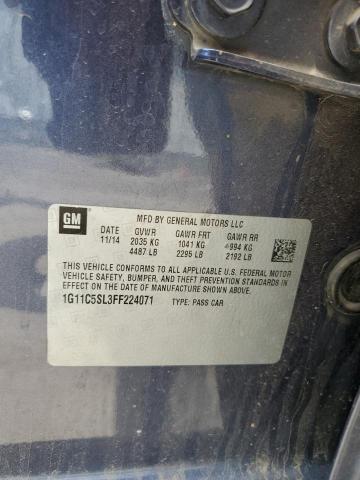 GM
MFD BY GENERAL MOTORS LLC
DATE GVWR GAWR FRT GAWR RR
11/14 2035 KG 1041 KG 994 KG
4487 LB 2295 LB 2192 LB
THIS VEHICLE CONFORMS TO ALL APPLICABLE U.S. FEDERAL MOTOR
VEHICLE SAFETY, BUMPER, AND THEFT PREVENTION STANDARDS IN
EFFECT ON THE DATE OF MANUFACTURE SHOWN ABOVE.
1G11C5SL3FF224071 TYPE: PASS CAR